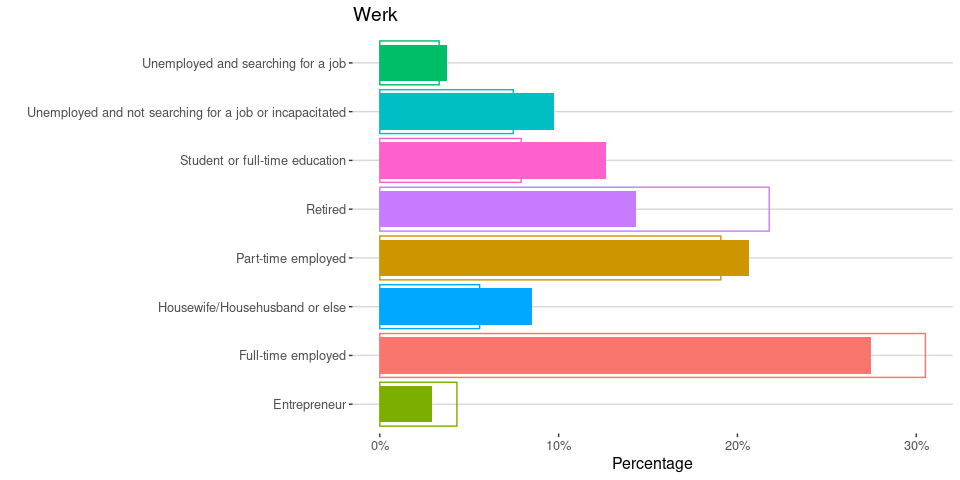 Werk
Unemployed and searching for a job
Unemployed and not searching for a job or incapacitated
Student or full-time education
Retired
Part-time employed
Housewife/Househusband or else
Full-time employed
Entrepreneur
0% 10% 20% 30%
Percentage